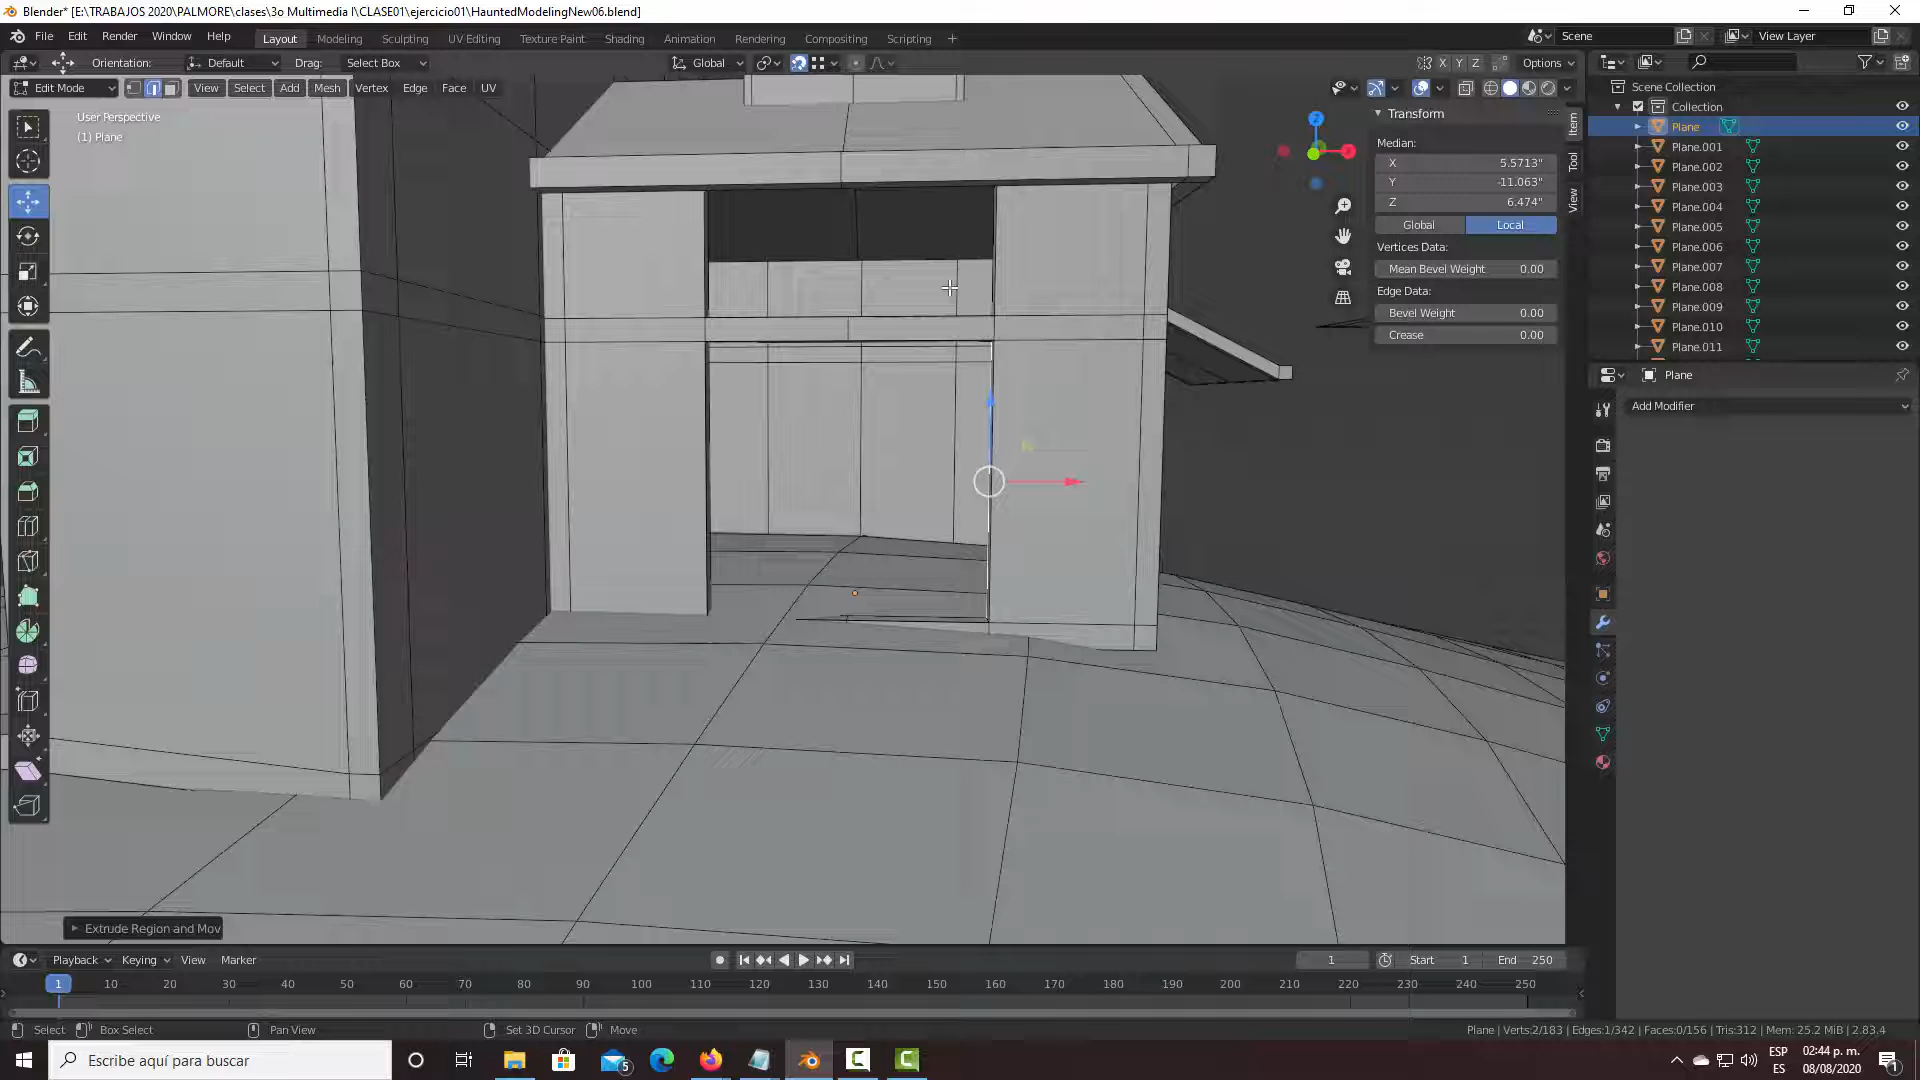 Blender* [E:\TRABAJOS 2020\PALMORE\clases\3o Multimedia I\CLASE01\ejercicio01\HauntedModelingNew06.blend]
File Edit Render Window Help Layout Modeling Sculpting UV Editing Texture Paint Shading Animation Rendering Compositing Scripting + Scene View Layer
Orientation: Default Drag: Select Box Global X Y Z Options
Edit Mode View Select Add Mesh Vertex Edge Face UV
User Perspective
(1) Plane
Z
Transform
Median:
X 5.5713"
Y -11.063"
Z 6.474"
Global Local
Vertices Data:
Mean Bevel Weight 0.00
Edge Data:
Bevel Weight 0.00
Crease 0.00
Item
Tool
View
Scene Collection
Collection
Plane
Plane.001
Plane.002
Plane.003
Plane.004
Plane.005
Plane.006
Plane.007
Plane.008
Plane.009
Plane.010
Plane.011
Plane
Add Modifier
Extrude Region and Mov
Playback Keying View Marker 1 Start 1 End 250
1 10 20 30 40 50 60 70 80 90 100 110 120 130 140 150 160 170 180 190 200 210 220 230 240 250
Select Box Select Pan View Set 3D Cursor Move Plane | Verts:2/183 | Edges:1/342 | Faces:0/156 | Tris:312 | Mem: 25.2 MiB | 2.83.4
Escribe aquí para buscar 5 ESP 02:44 p. m.
ES 08/08/2020 1